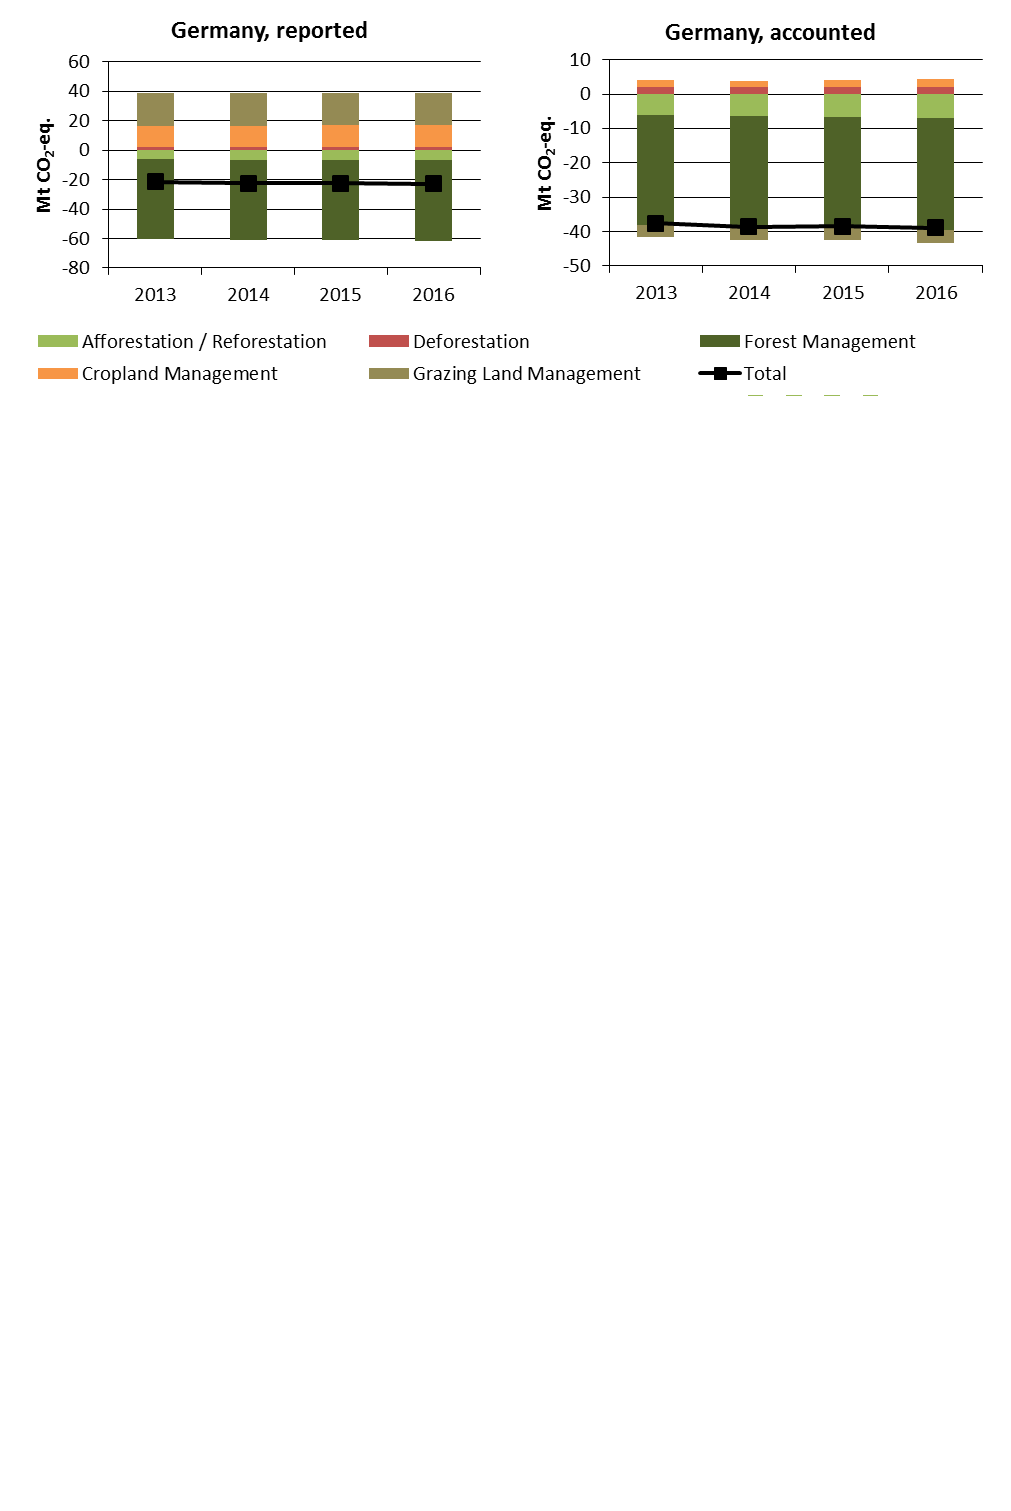 Germany, reported
60
40
20
0
-20
-40
-60
-80
Mt CO₂-eq.
2013 2014 2015 2016
Germany, accounted
10
0
-10
-20
-30
-40
-50
Mt CO₂-eq.
2013 2014 2015 2016
Afforestation / Reforestation Deforestation Forest Management
Cropland Management Grazing Land Management Total